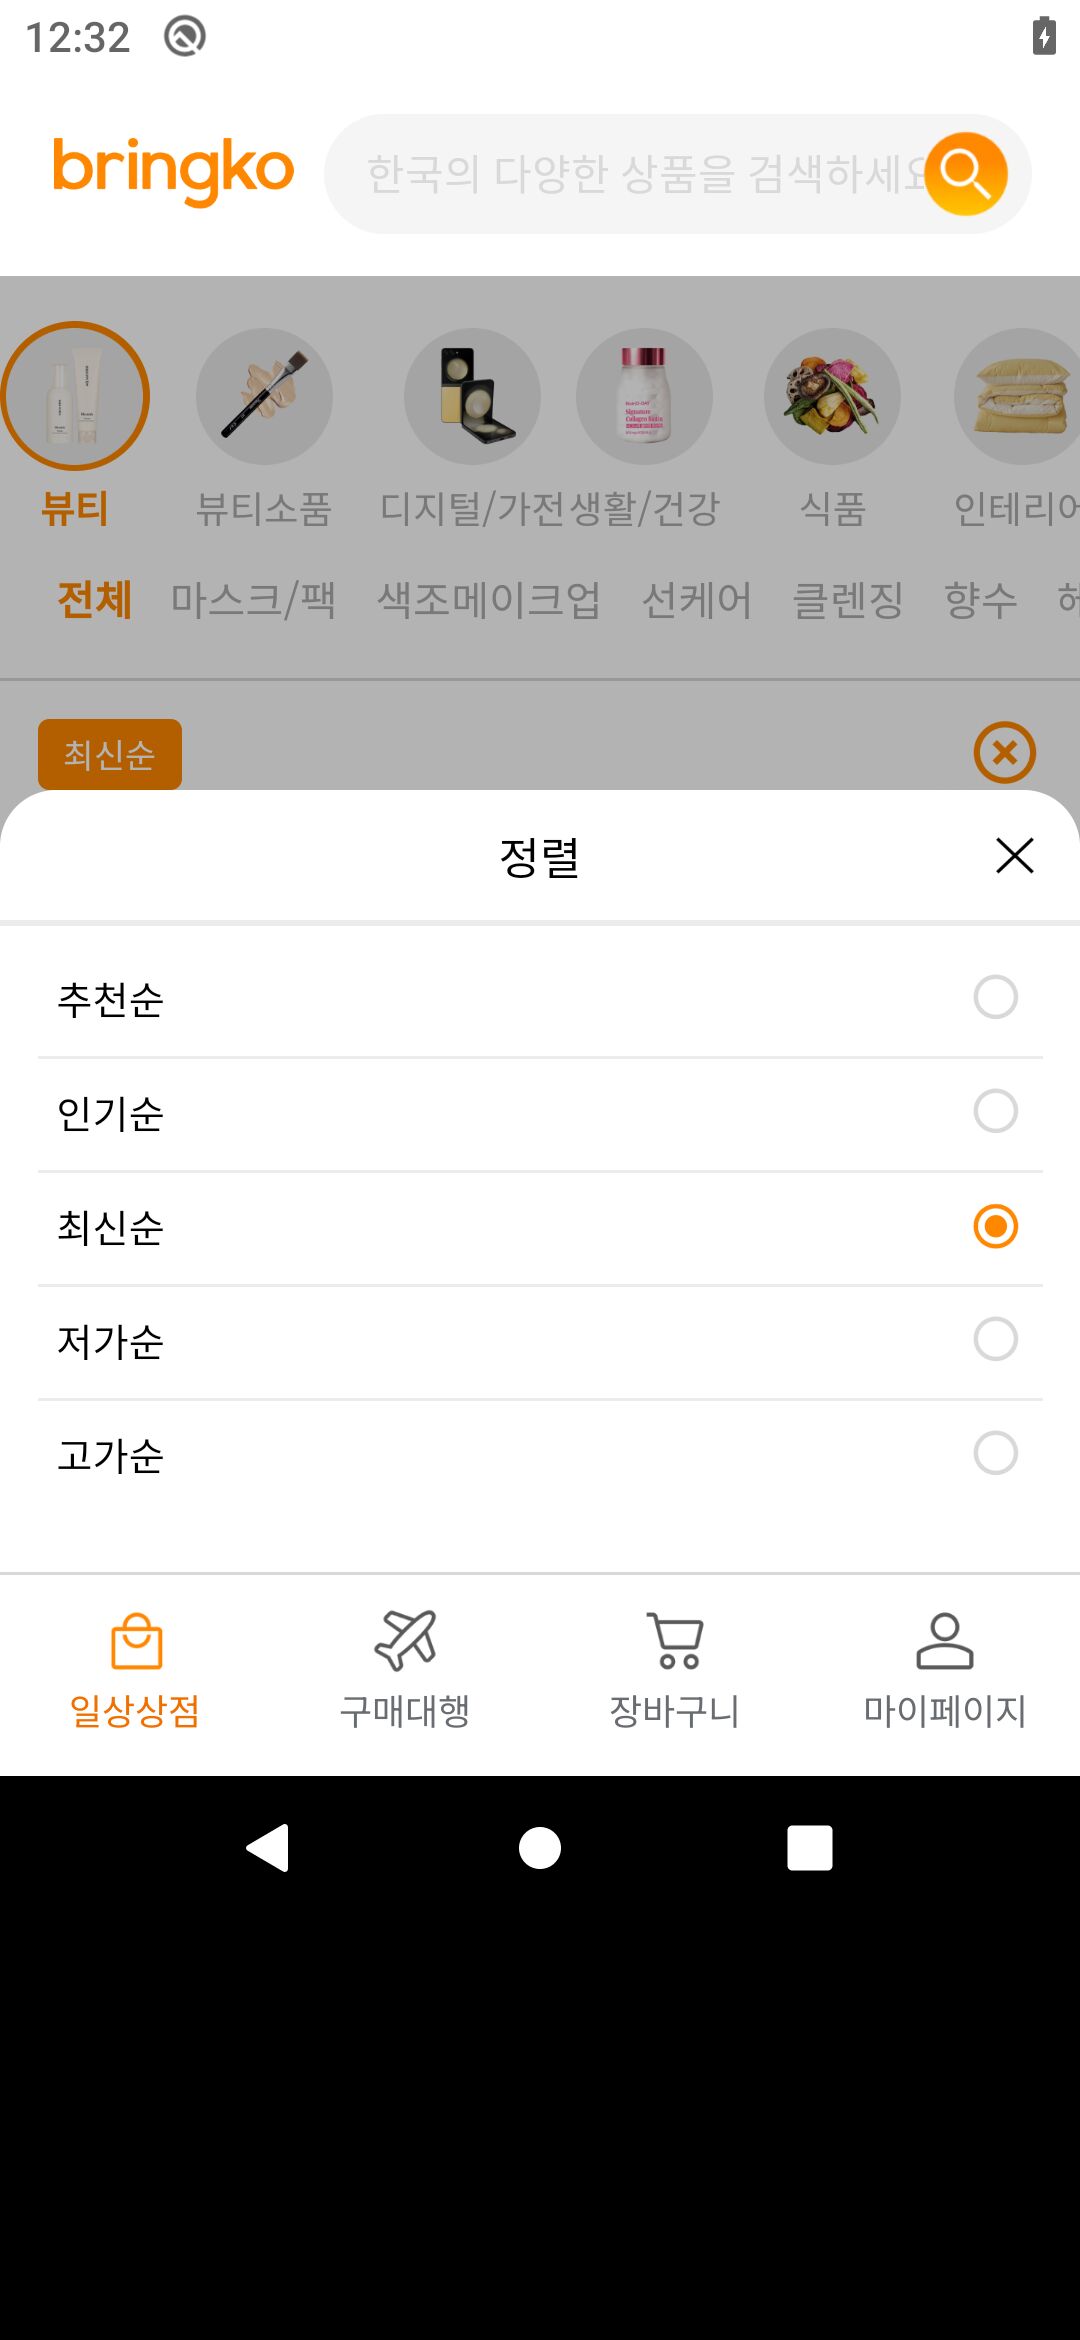 12:32
bringko
한국의 다양한 상품을 검색하세요
뷰티
뷰티소품
디지털/가전
생활/건강
식품
인테리어
전체
마스크/팩
색조메이크업
선케어
클렌징
향수
최신순
정렬
추천순
인기순
최신순
저가순
고가순
일상상점
구매대행
장바구니
마이페이지